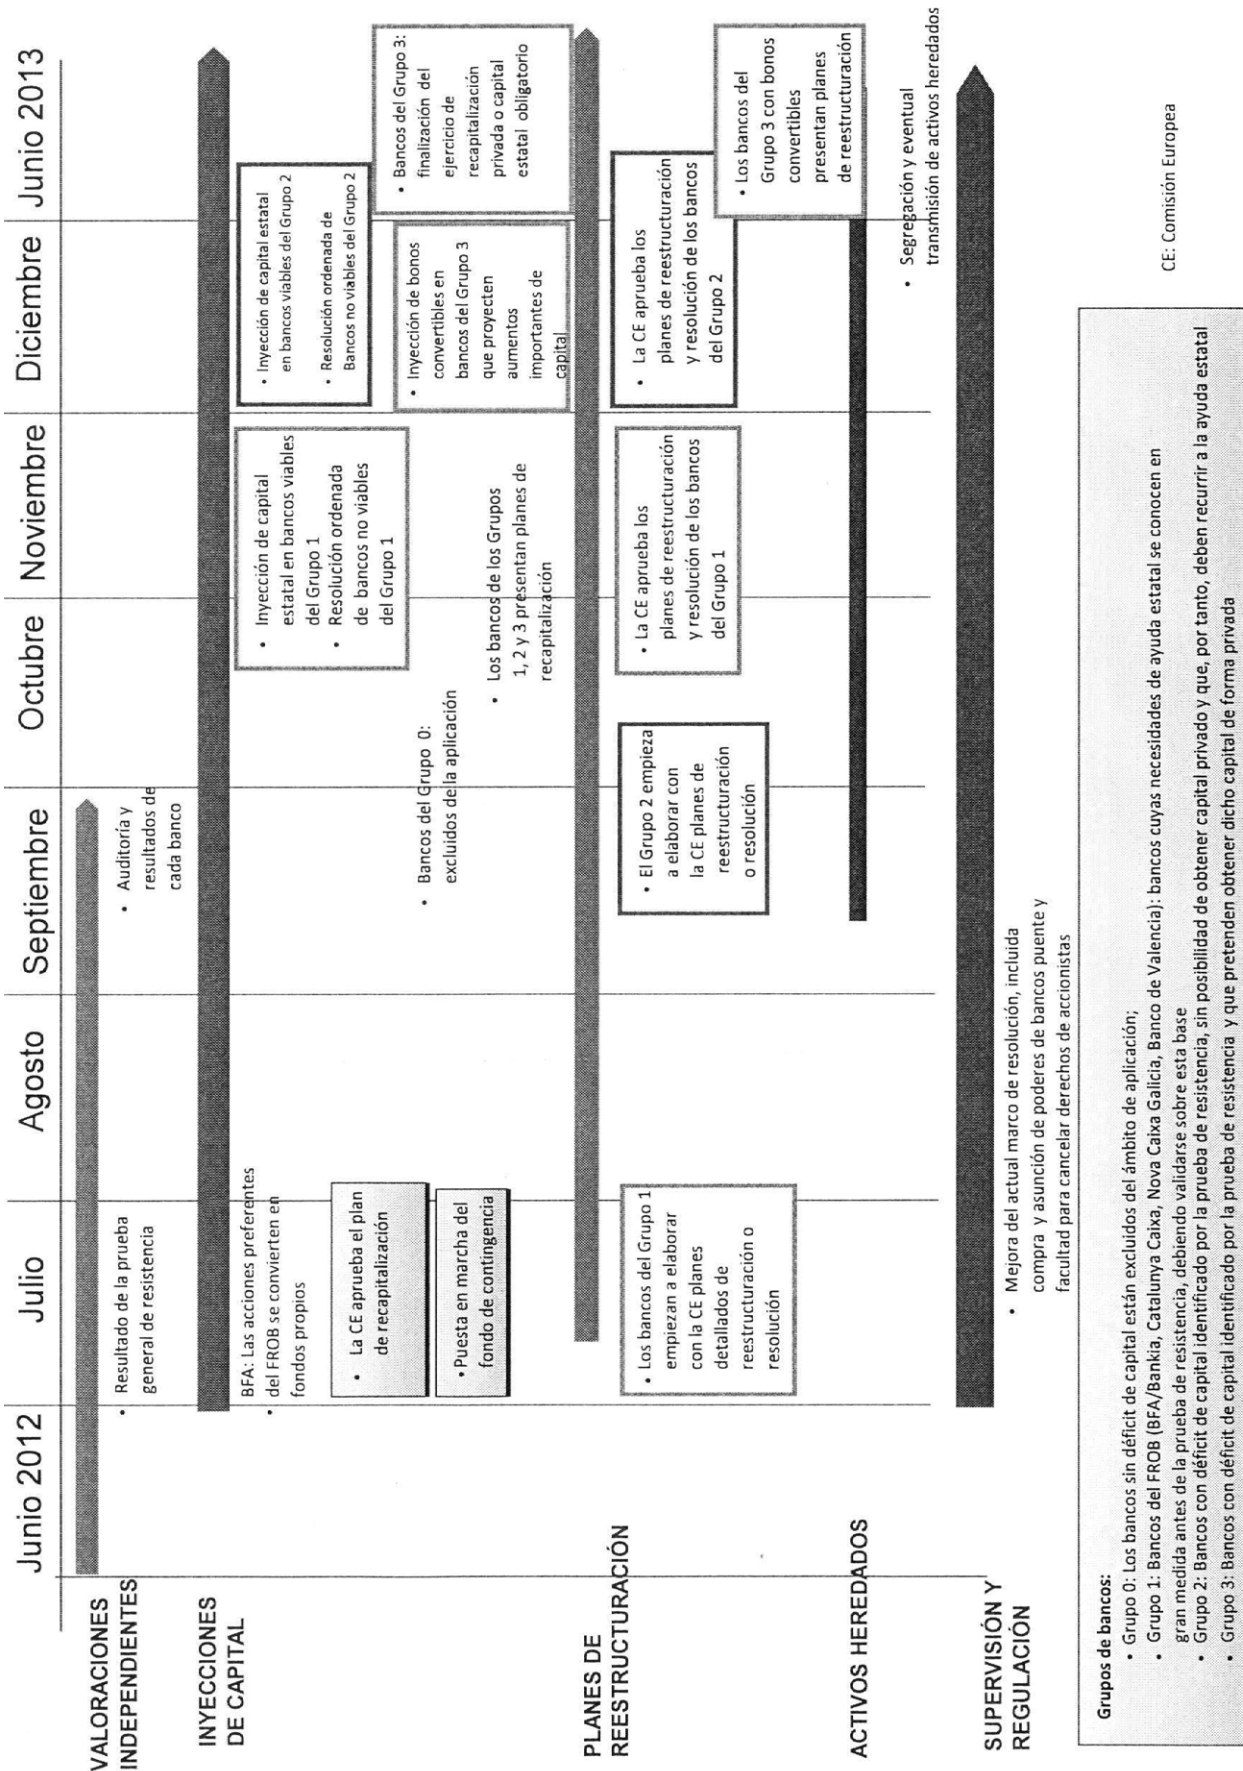 Junio 2012
Julio
Agosto
Septiembre
Octubre
Noviembre
Diciembre
Junio 2013
VALORACIONES
INDEPENDIENTES
• Resultado de la prueba
general de resistencia
• Auditoría y
resultados de
cada banco
INYECCIONES
DE CAPITAL
BFA: Las acciones preferentes
• del FROB se convierten en
fondos propios
• La CE aprueba el plan
de recapitalización
• Puesta en marcha del
fondo de contingencia
• Bancos del Grupo 0:
excluidos de la aplicación
• Los bancos de los Grupos
1, 2 y 3 presentan planes de
recapitalización
• Inyección de capital
estatal en bancos viables
del Grupo 1
• Resolución ordenada
de bancos no viables
del Grupo 1
• Inyección de capital estatal
en bancos viables del Grupo 2
• Resolución ordenada de
Bancos no viables del Grupo 2
• Inyección de bonos
convertibles en
bancos del Grupo 3
que proyecten
aumentos
importantes de
capital
• Bancos del Grupo 3:
finalización del
ejercicio de
recapitalización
privada o capital
estatal obligatorio
PLANES DE
REESTRUCTURACIÓN
• Los bancos del Grupo 1
empiezan a elaborar
con la CE planes
detallados de
reestructuración o
resolución
• El Grupo 2 empieza
a elaborar con
la CE planes de
reestructuración
o resolución
• La CE aprueba los
planes de reestructuración
y resolución de los bancos
del Grupo 1
• La CE aprueba los
planes de reestructuración
y resolución de los bancos
del Grupo 2
• Los bancos del
Grupo 3 con bonos
convertibles
presentan planes
de reestructuración
ACTIVOS HEREDADOS
• Segregación y eventual
transmisión de activos heredados
SUPERVISIÓN Y
REGULACIÓN
• Mejora del actual marco de resolución, incluida
compra y asunción de poderes de bancos puente y
facultad para cancelar derechos de accionistas
CE: Comisión Europea
Grupos de bancos:
• Grupo 0: Los bancos sin déficit de capital están excluidos del ámbito de aplicación;
• Grupo 1: Bancos del FROB (BFA/Bankia, Catalunya Caixa, Nova Caixa Galicia, Banco de Valencia): bancos cuyas necesidades de ayuda estatal se conocen en
gran medida antes de la prueba de resistencia, debiendo validarse sobre esta base
• Grupo 2: Bancos con déficit de capital identificado por la prueba de resistencia, sin posibilidad de obtener capital privado y que, por tanto, deben recurrir a la ayuda estatal
• Grupo 3: Bancos con déficit de capital identificado por la prueba de resistencia y que pretenden obtener dicho capital de forma privada